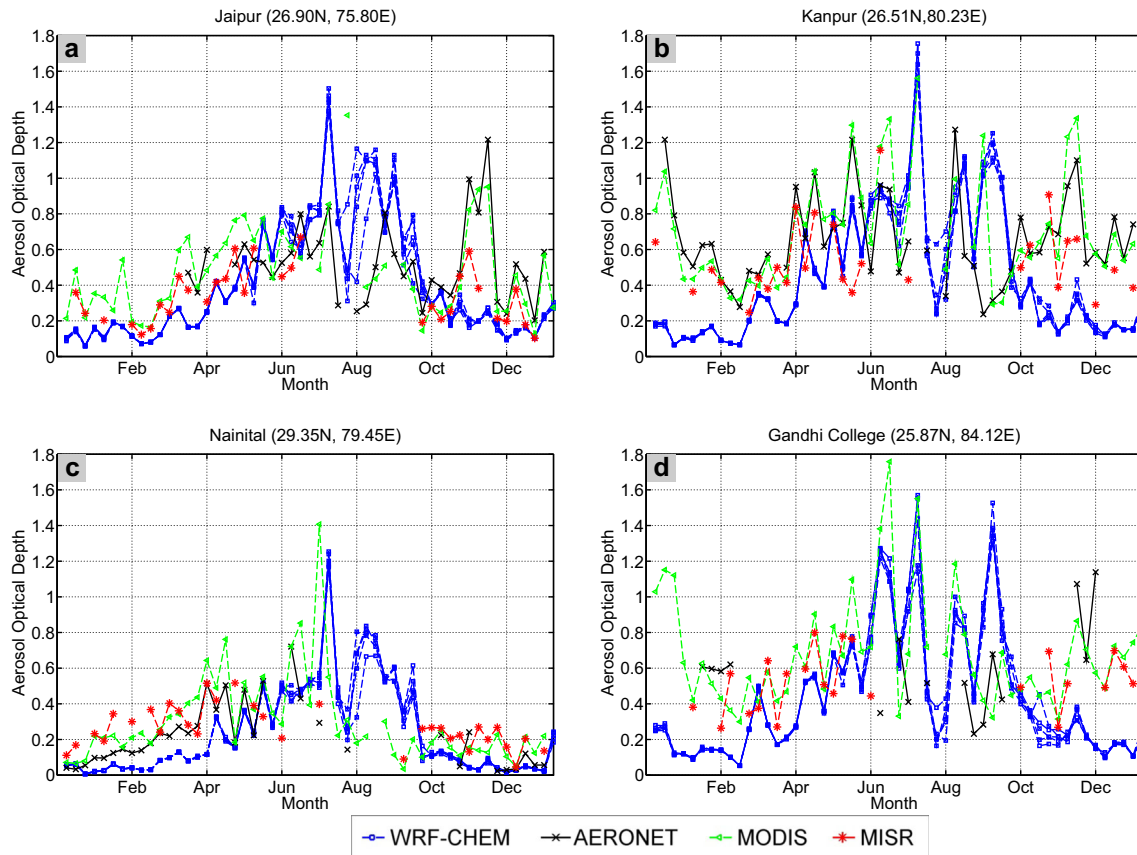 Jaipur (26.90N, 75.80E)
a
Aerosol Optical Depth
1.8
1.6
1.4
1.2
1
0.8
0.6
0.4
0.2
0
Feb Apr Jun Aug Oct Dec
Month
Kanpur (26.51N,80.23E)
b
Aerosol Optical Depth
1.8
1.6
1.4
1.2
1
0.8
0.6
0.4
0.2
0
Feb Apr Jun Aug Oct Dec
Month
Nainital (29.35N, 79.45E)
c
Aerosol Optical Depth
1.8
1.6
1.4
1.2
1
0.8
0.6
0.4
0.2
0
Feb Apr Jun Aug Oct Dec
Month
Gandhi College (25.87N, 84.12E)
d
Aerosol Optical Depth
1.8
1.6
1.4
1.2
1
0.8
0.6
0.4
0.2
0
Feb Apr Jun Aug Oct Dec
Month
WRF-CHEM AERONET MODIS MISR